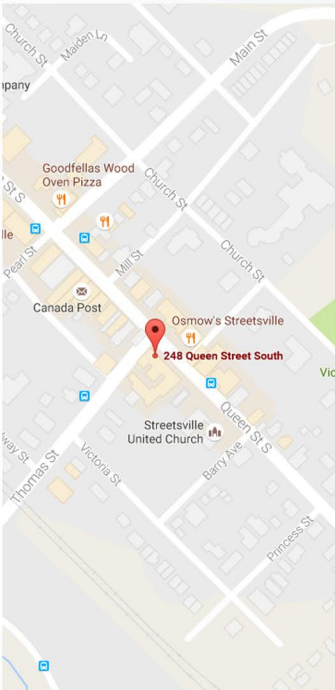 Church St
Maiden Ln
Main St
pany
Goodfellas Wood
Oven Pizza
Church St
n St S
lle
Pearl St
Mill St
Church St
Canada Post
Osmow's Streetsville
248 Queen Street South
Vic
Streetsville
United Church
Queen St S
Barry Ave
way St
Thomas St
Victoria St
Princess St